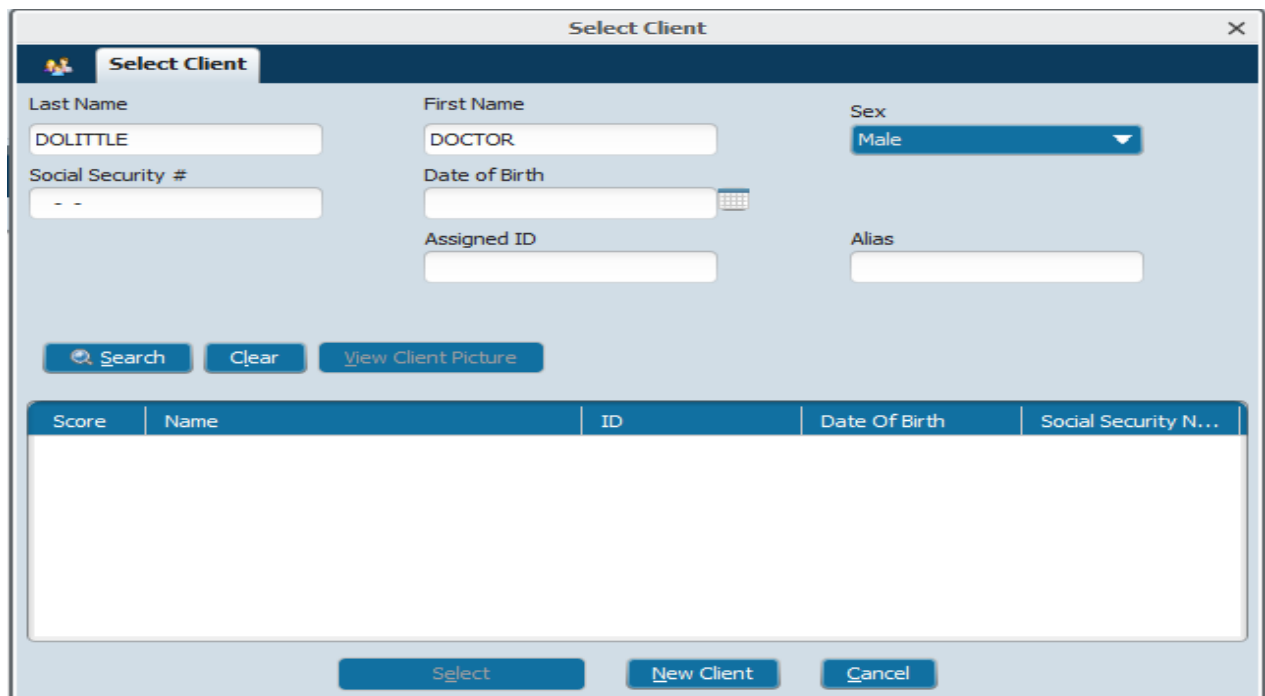 Select Client
Select Client
Last Name First Name Sex
DOLITTLE DOCTOR Male
Social Security # Date of Birth
- -
Assigned ID Alias
Search Clear View Client Picture
Score Name ID Date Of Birth Social Security N...
Select New Client Cancel